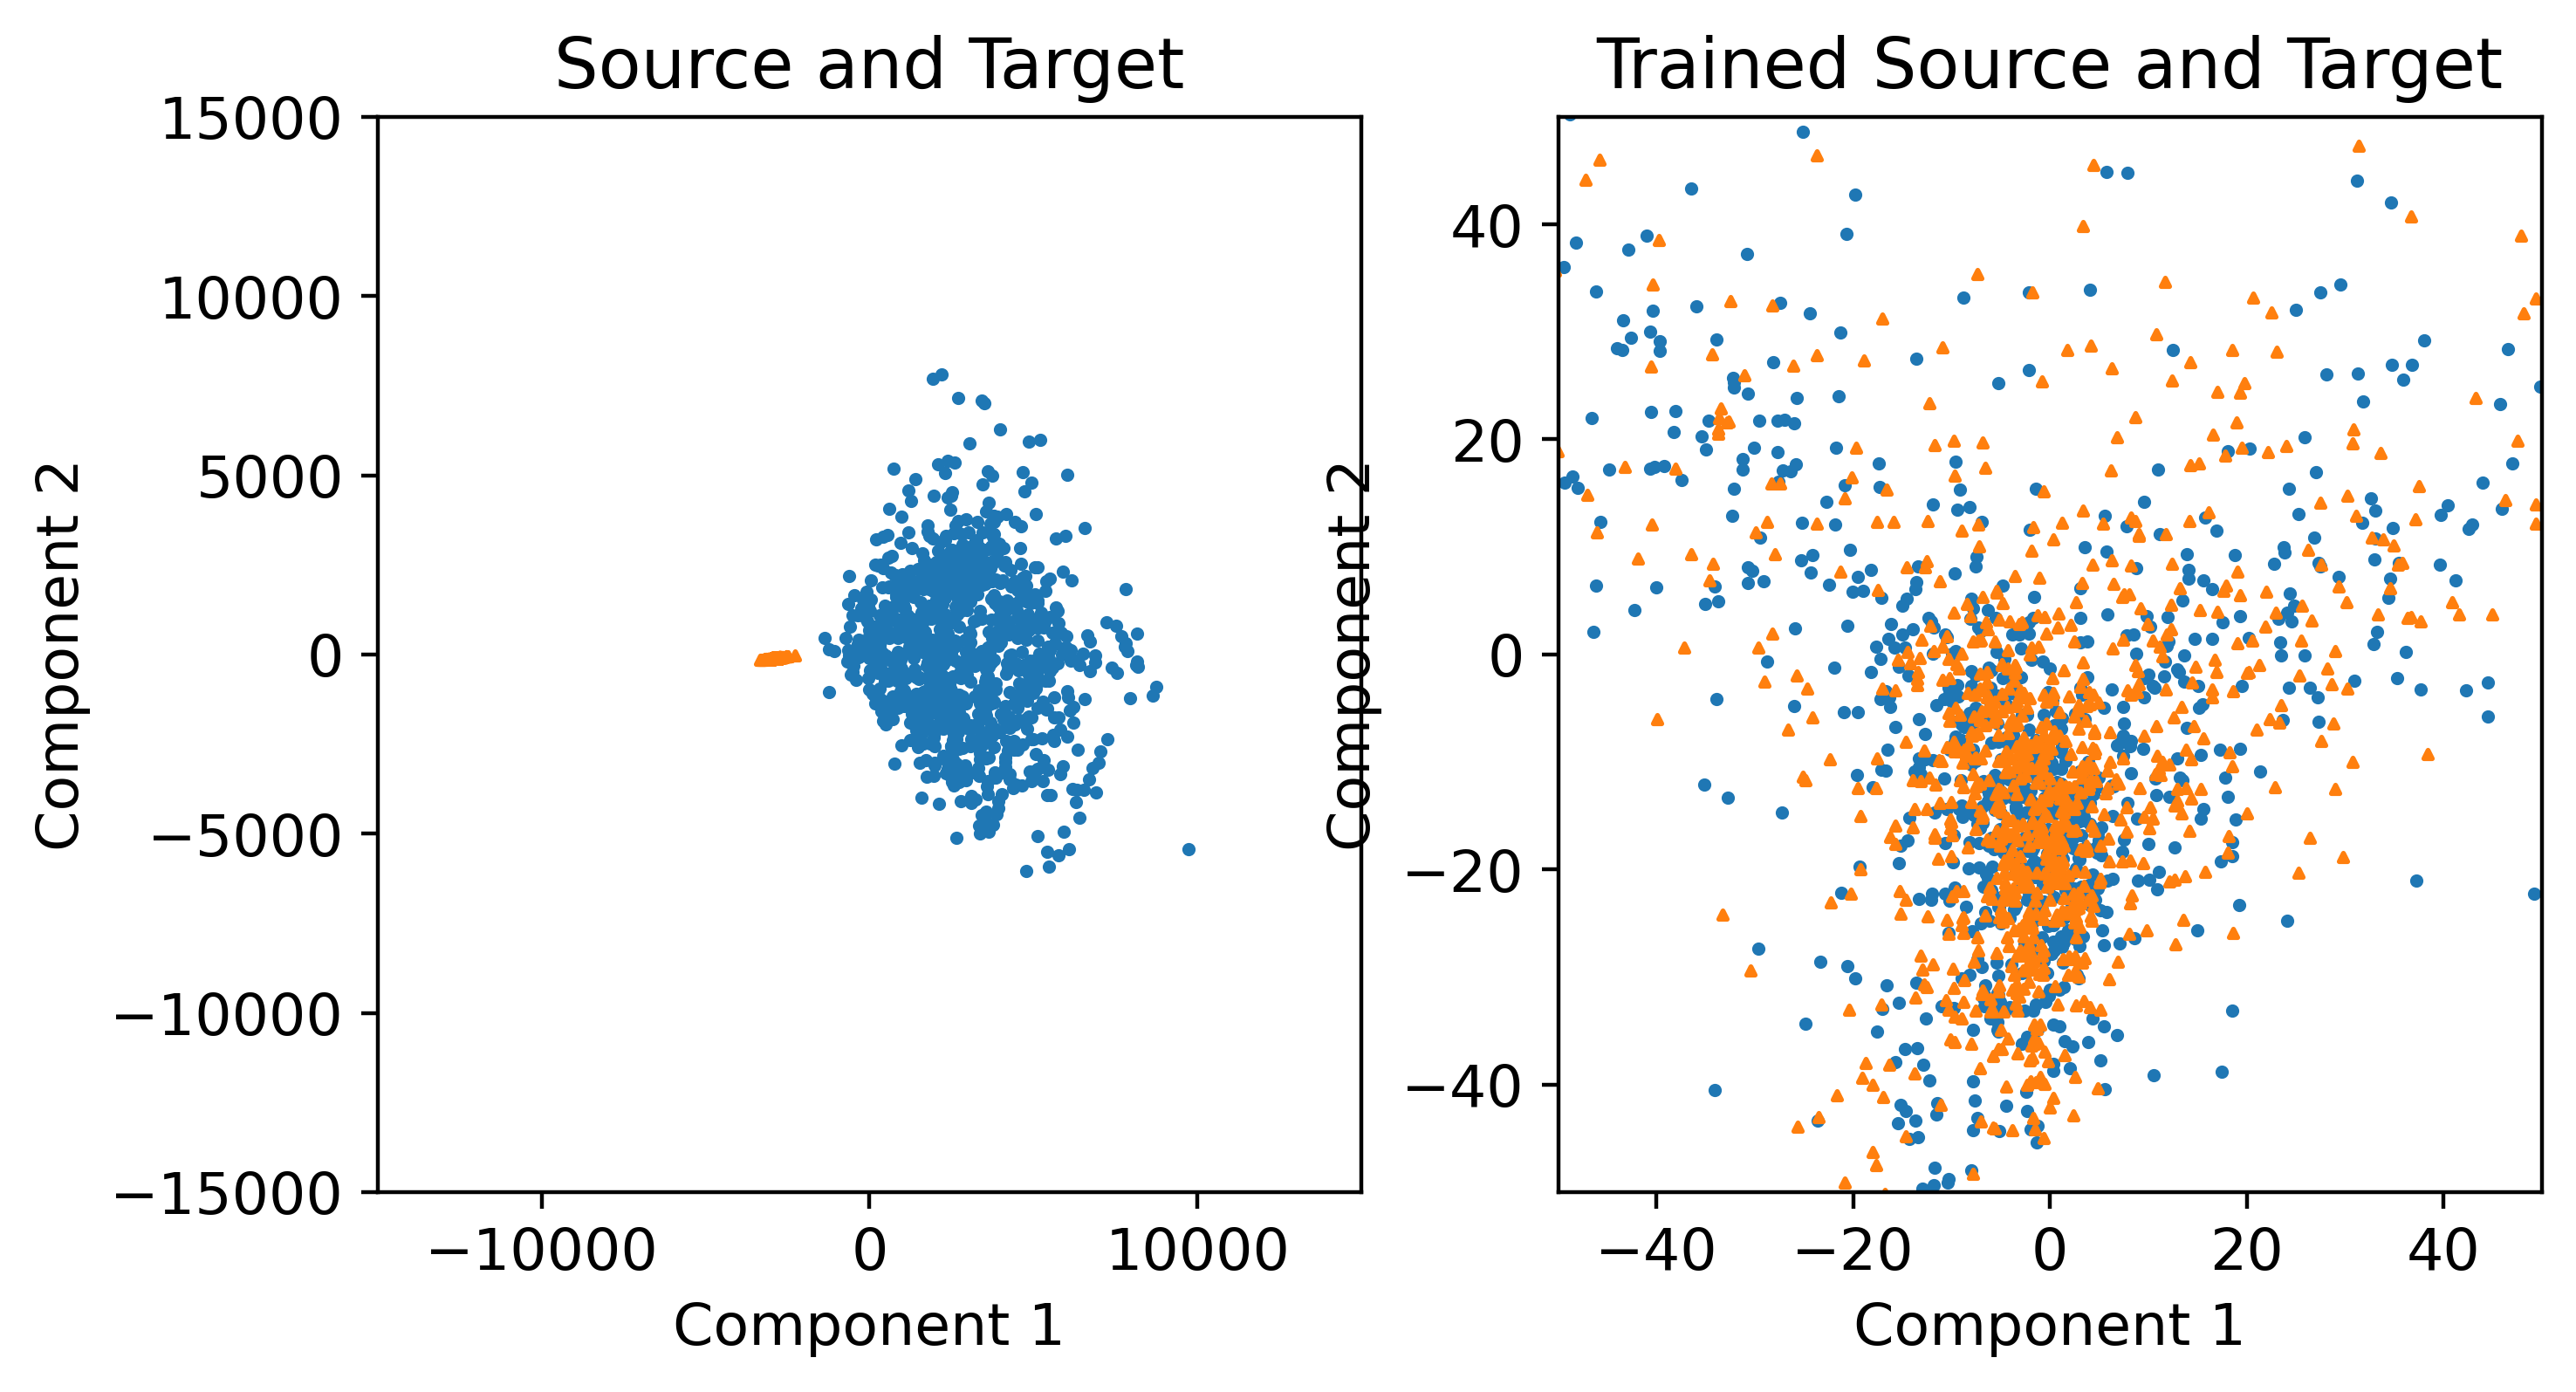 Source and Target
15000
10000
5000
0
−5000
−10000
−15000
Component 2
−10000 0 10000
Component 1
Trained Source and Target
40
20
0
−20
−40
Component 2
−40 −20 0 20 40
Component 1